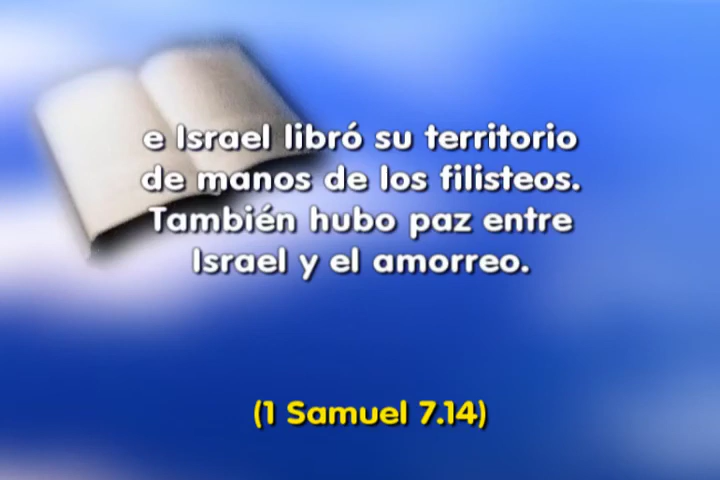 e Israel libró su territorio
de manos de los filisteos.
También hubo paz entre
Israel y el amorreo.
(1 Samuel 7.14)